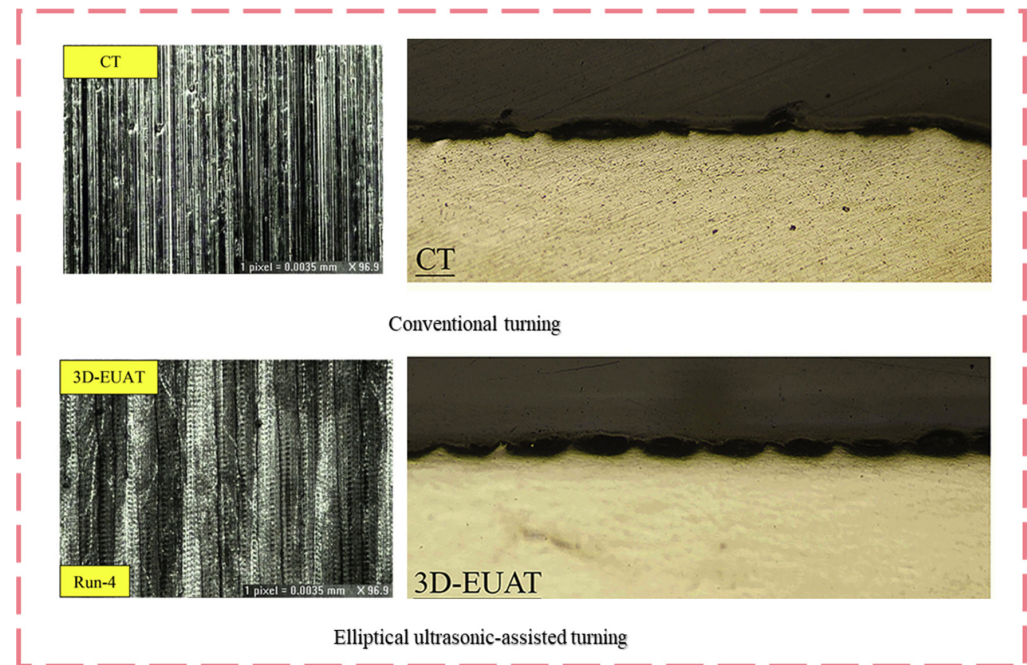 CT
1 pixel = 0.0035 mm X 96.9
CT
Conventional turning
3D-EUAT
Run-4
1 pixel = 0.0035 mm X 96.9
3D-EUAT
Elliptical ultrasonic-assisted turning